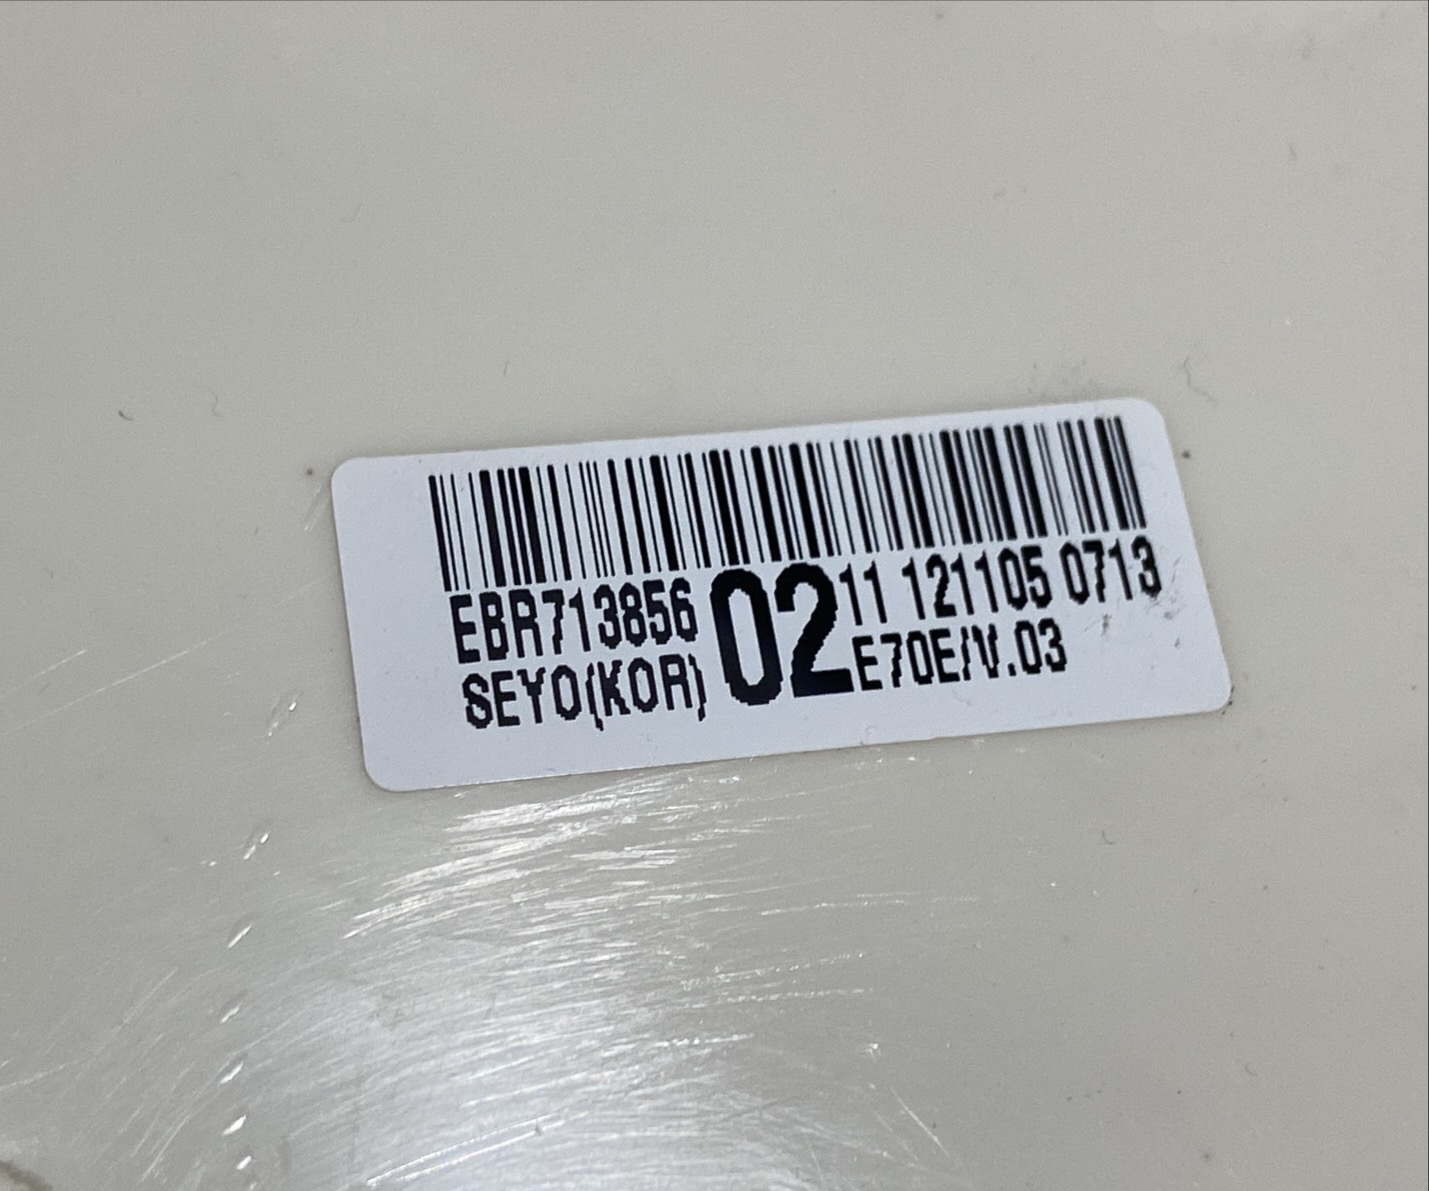 EBR713856 02 11 121105 0713
SEYO(KOR) E70E/V.03